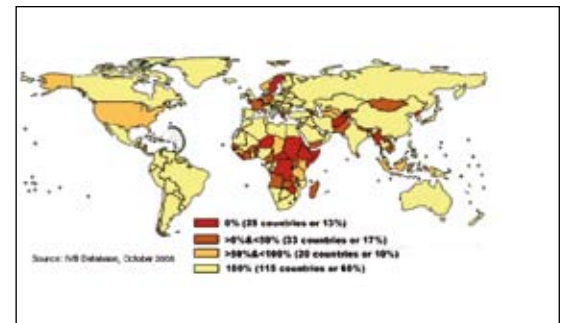 0% (25 countries or 13%)
>0%&<50% (33 countries or 17%)
>50%&<100% (20 countries or 10%)
100% (115 countries or 60%)
Source: IVB Database, October 2005